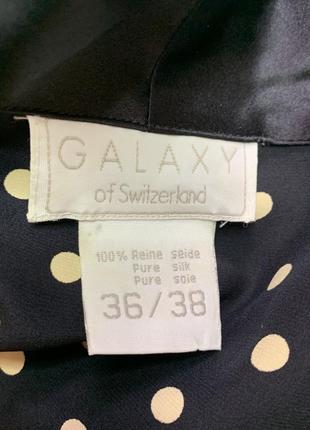 GALAXY
of Switzerland
100% Reine seide
Pure silk
Pure soie
36/38